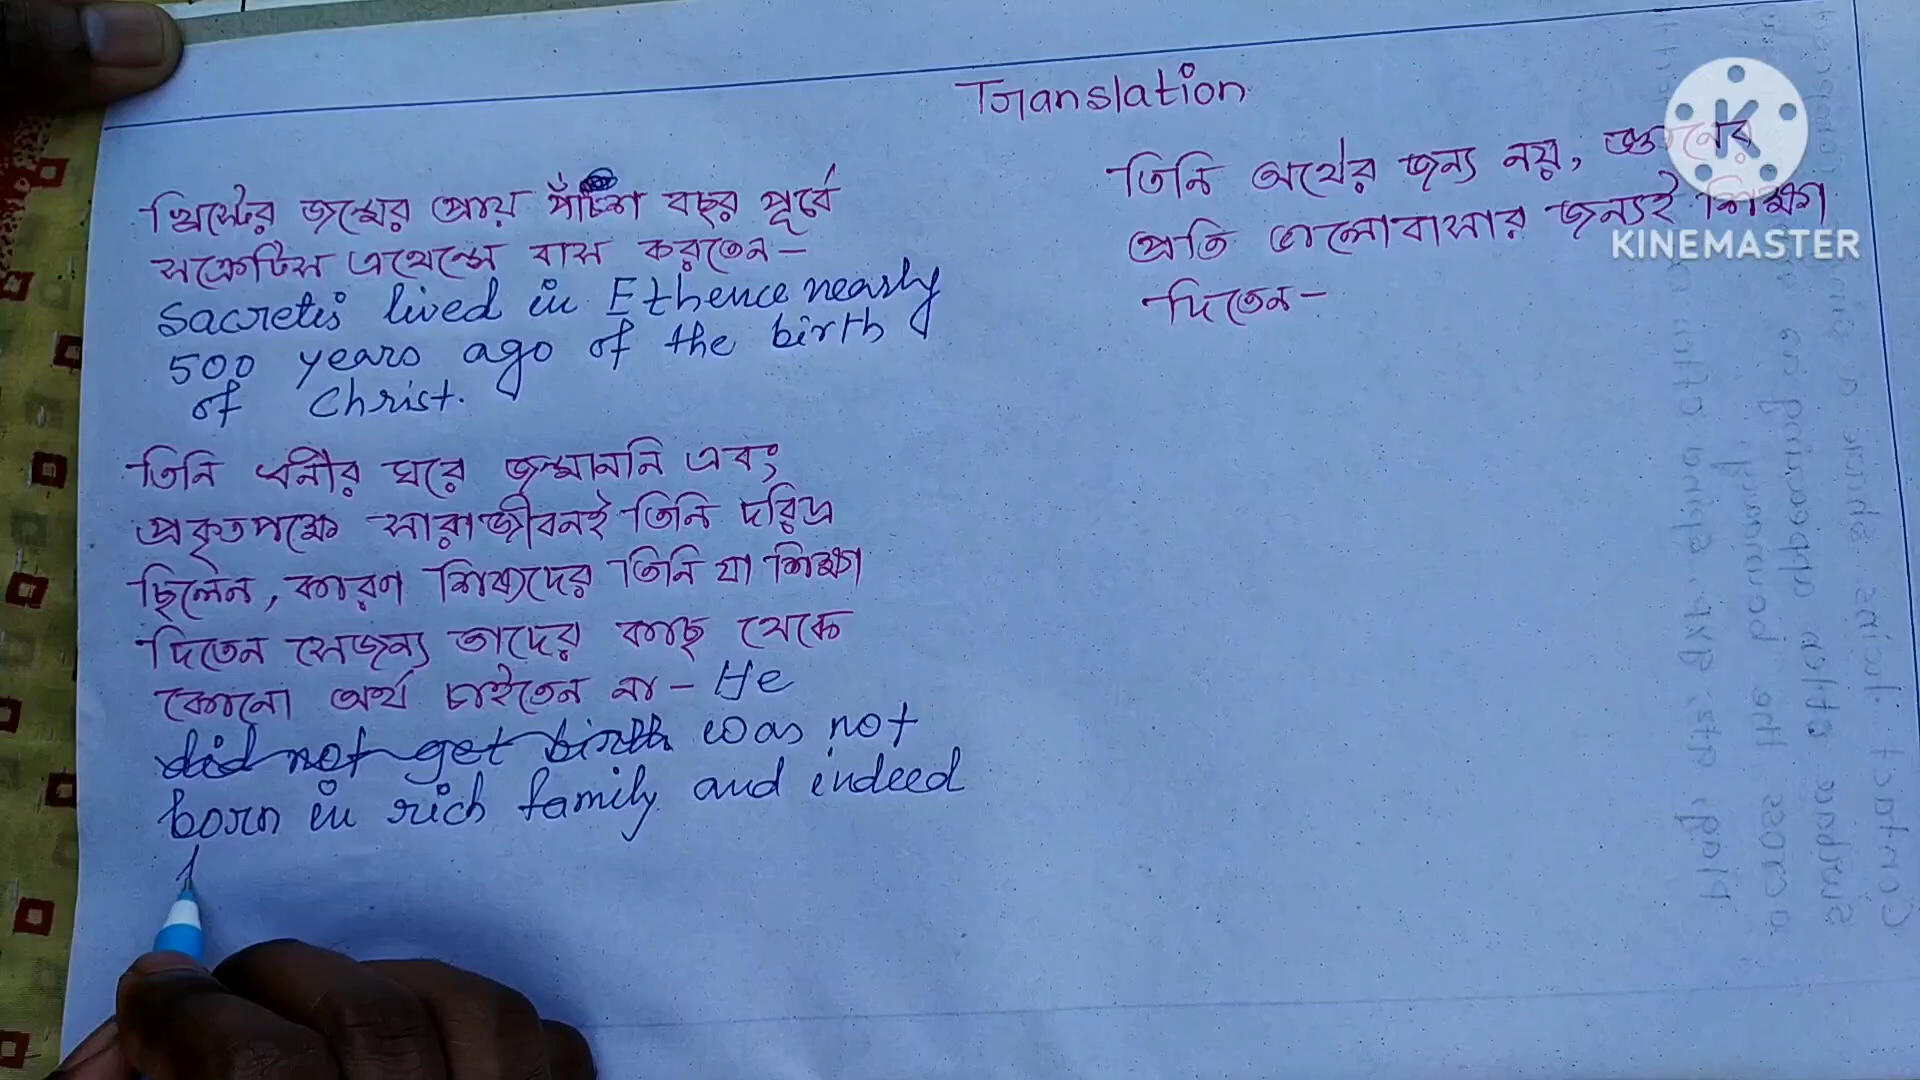 Translation
খ্রিস্টের জন্মের প্রায় পাঁচশ বছর পূর্বে
সক্রেটিস এথেন্সে বাস করতেন-
Sacretis lived in Ethence nearly
500 years ago of the birth
of Christ.
তিনি ধনীর ঘরে জন্মাননি এবং
প্রকৃতপক্ষে সারাজীবনই তিনি দরিদ্র
ছিলেন, কারণ শিষ্যদের তিনি যা শিক্ষা
দিতেন সেজন্য তাদের কাছ থেকে
কোনো অর্থ চাইতেন না- He
did not get birth was not
born in rich family and indeed
তিনি অর্থের জন্য নয়, জ্ঞানের
প্রতি ভালোবাসার জন্যই শিক্ষা
দিতেন-
K
KINEMASTER